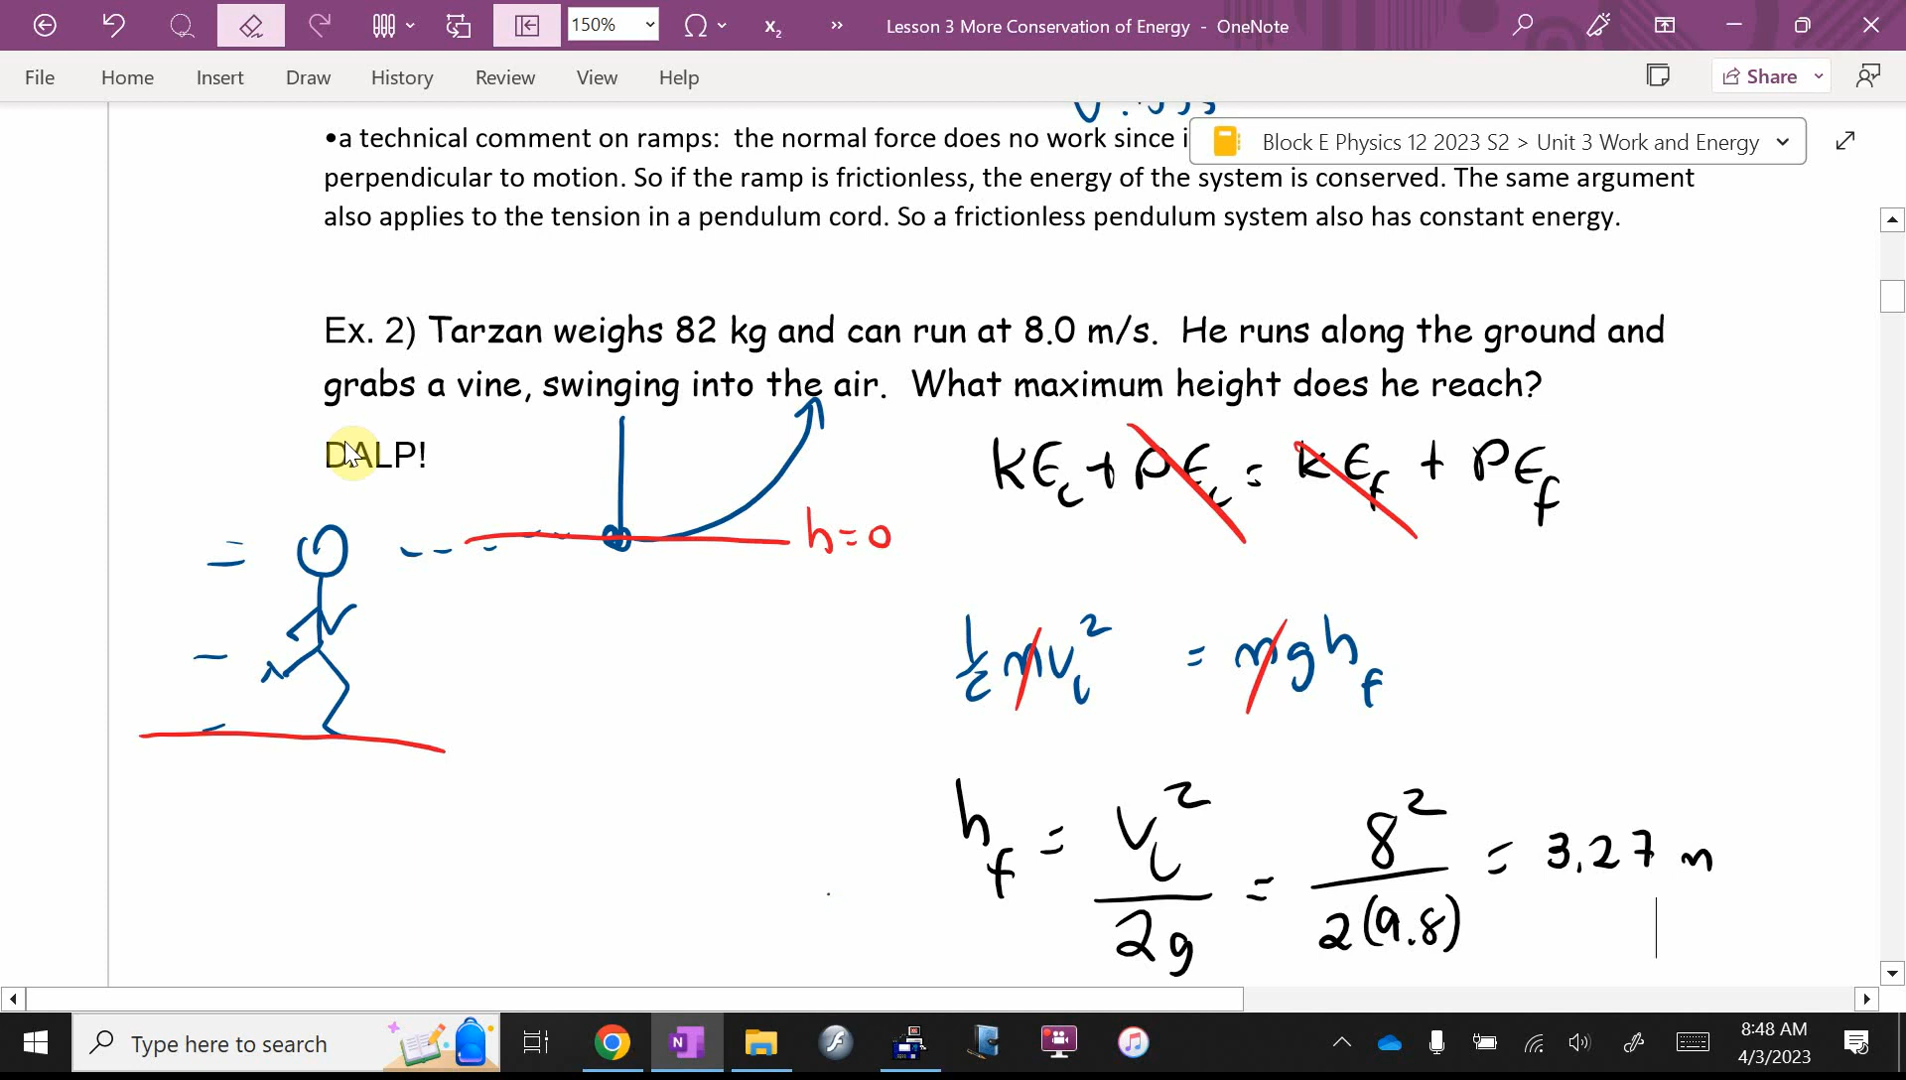 150%
x₂
»
Lesson 3 More Conservation of Energy - OneNote
File Home Insert Draw History Review View Help
Share
•a technical comment on ramps: the normal force does no work since i
Block E Physics 12 2023 S2 > Unit 3 Work and Energy
perpendicular to motion. So if the ramp is frictionless, the energy of the system is conserved. The same argument
also applies to the tension in a pendulum cord. So a frictionless pendulum system also has constant energy.
Ex. 2) Tarzan weighs 82 kg and can run at 8.0 m/s. He runs along the ground and
grabs a vine, swinging into the air. What maximum height does he reach?
DALP!
KEi + PEi = KEf + PEf
h=0
1/2 mvi² = mghf
hf = vi²/2g = 8²/2(9.8) = 3.27 m
Type here to search
8:48 AM
4/3/2023